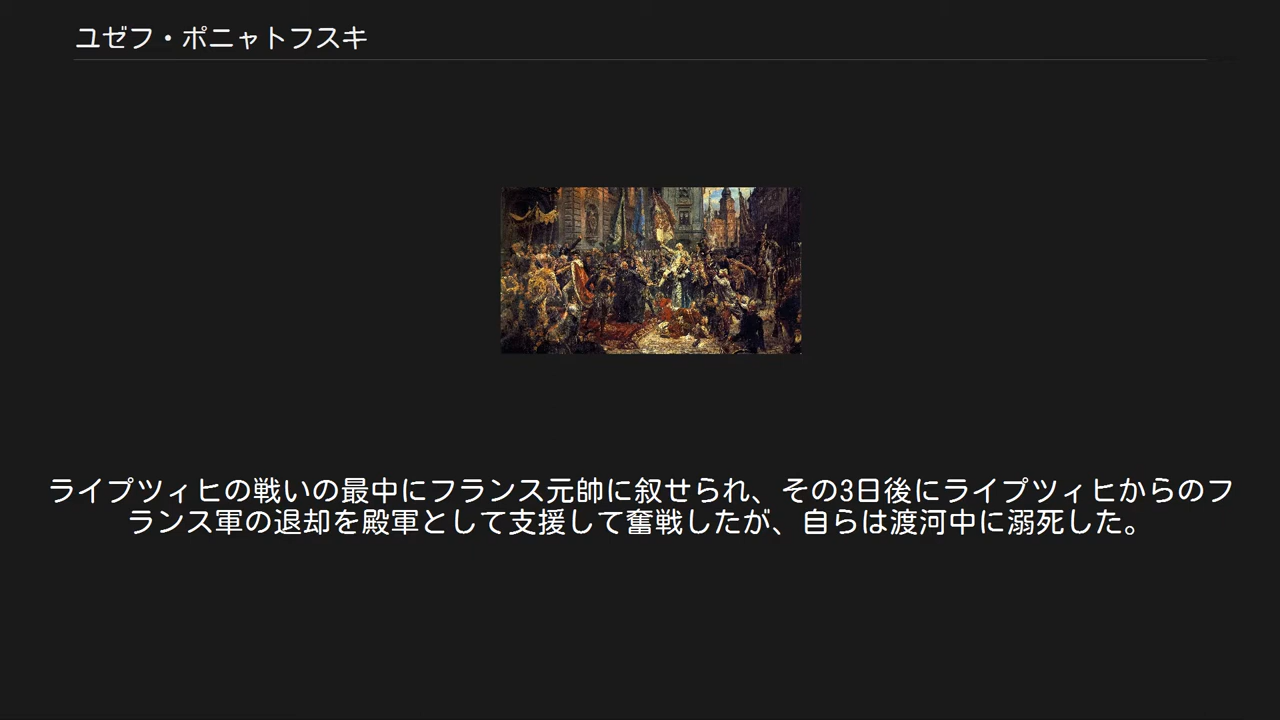 ユゼフ・ポニャトフスキ
ライプツィヒの戦いの最中にフランス元帥に叙せられ、その3日後にライプツィヒからのフ
ランス軍の退却を殿軍として支援して奮戦したが、自らは渡河中に溺死した。